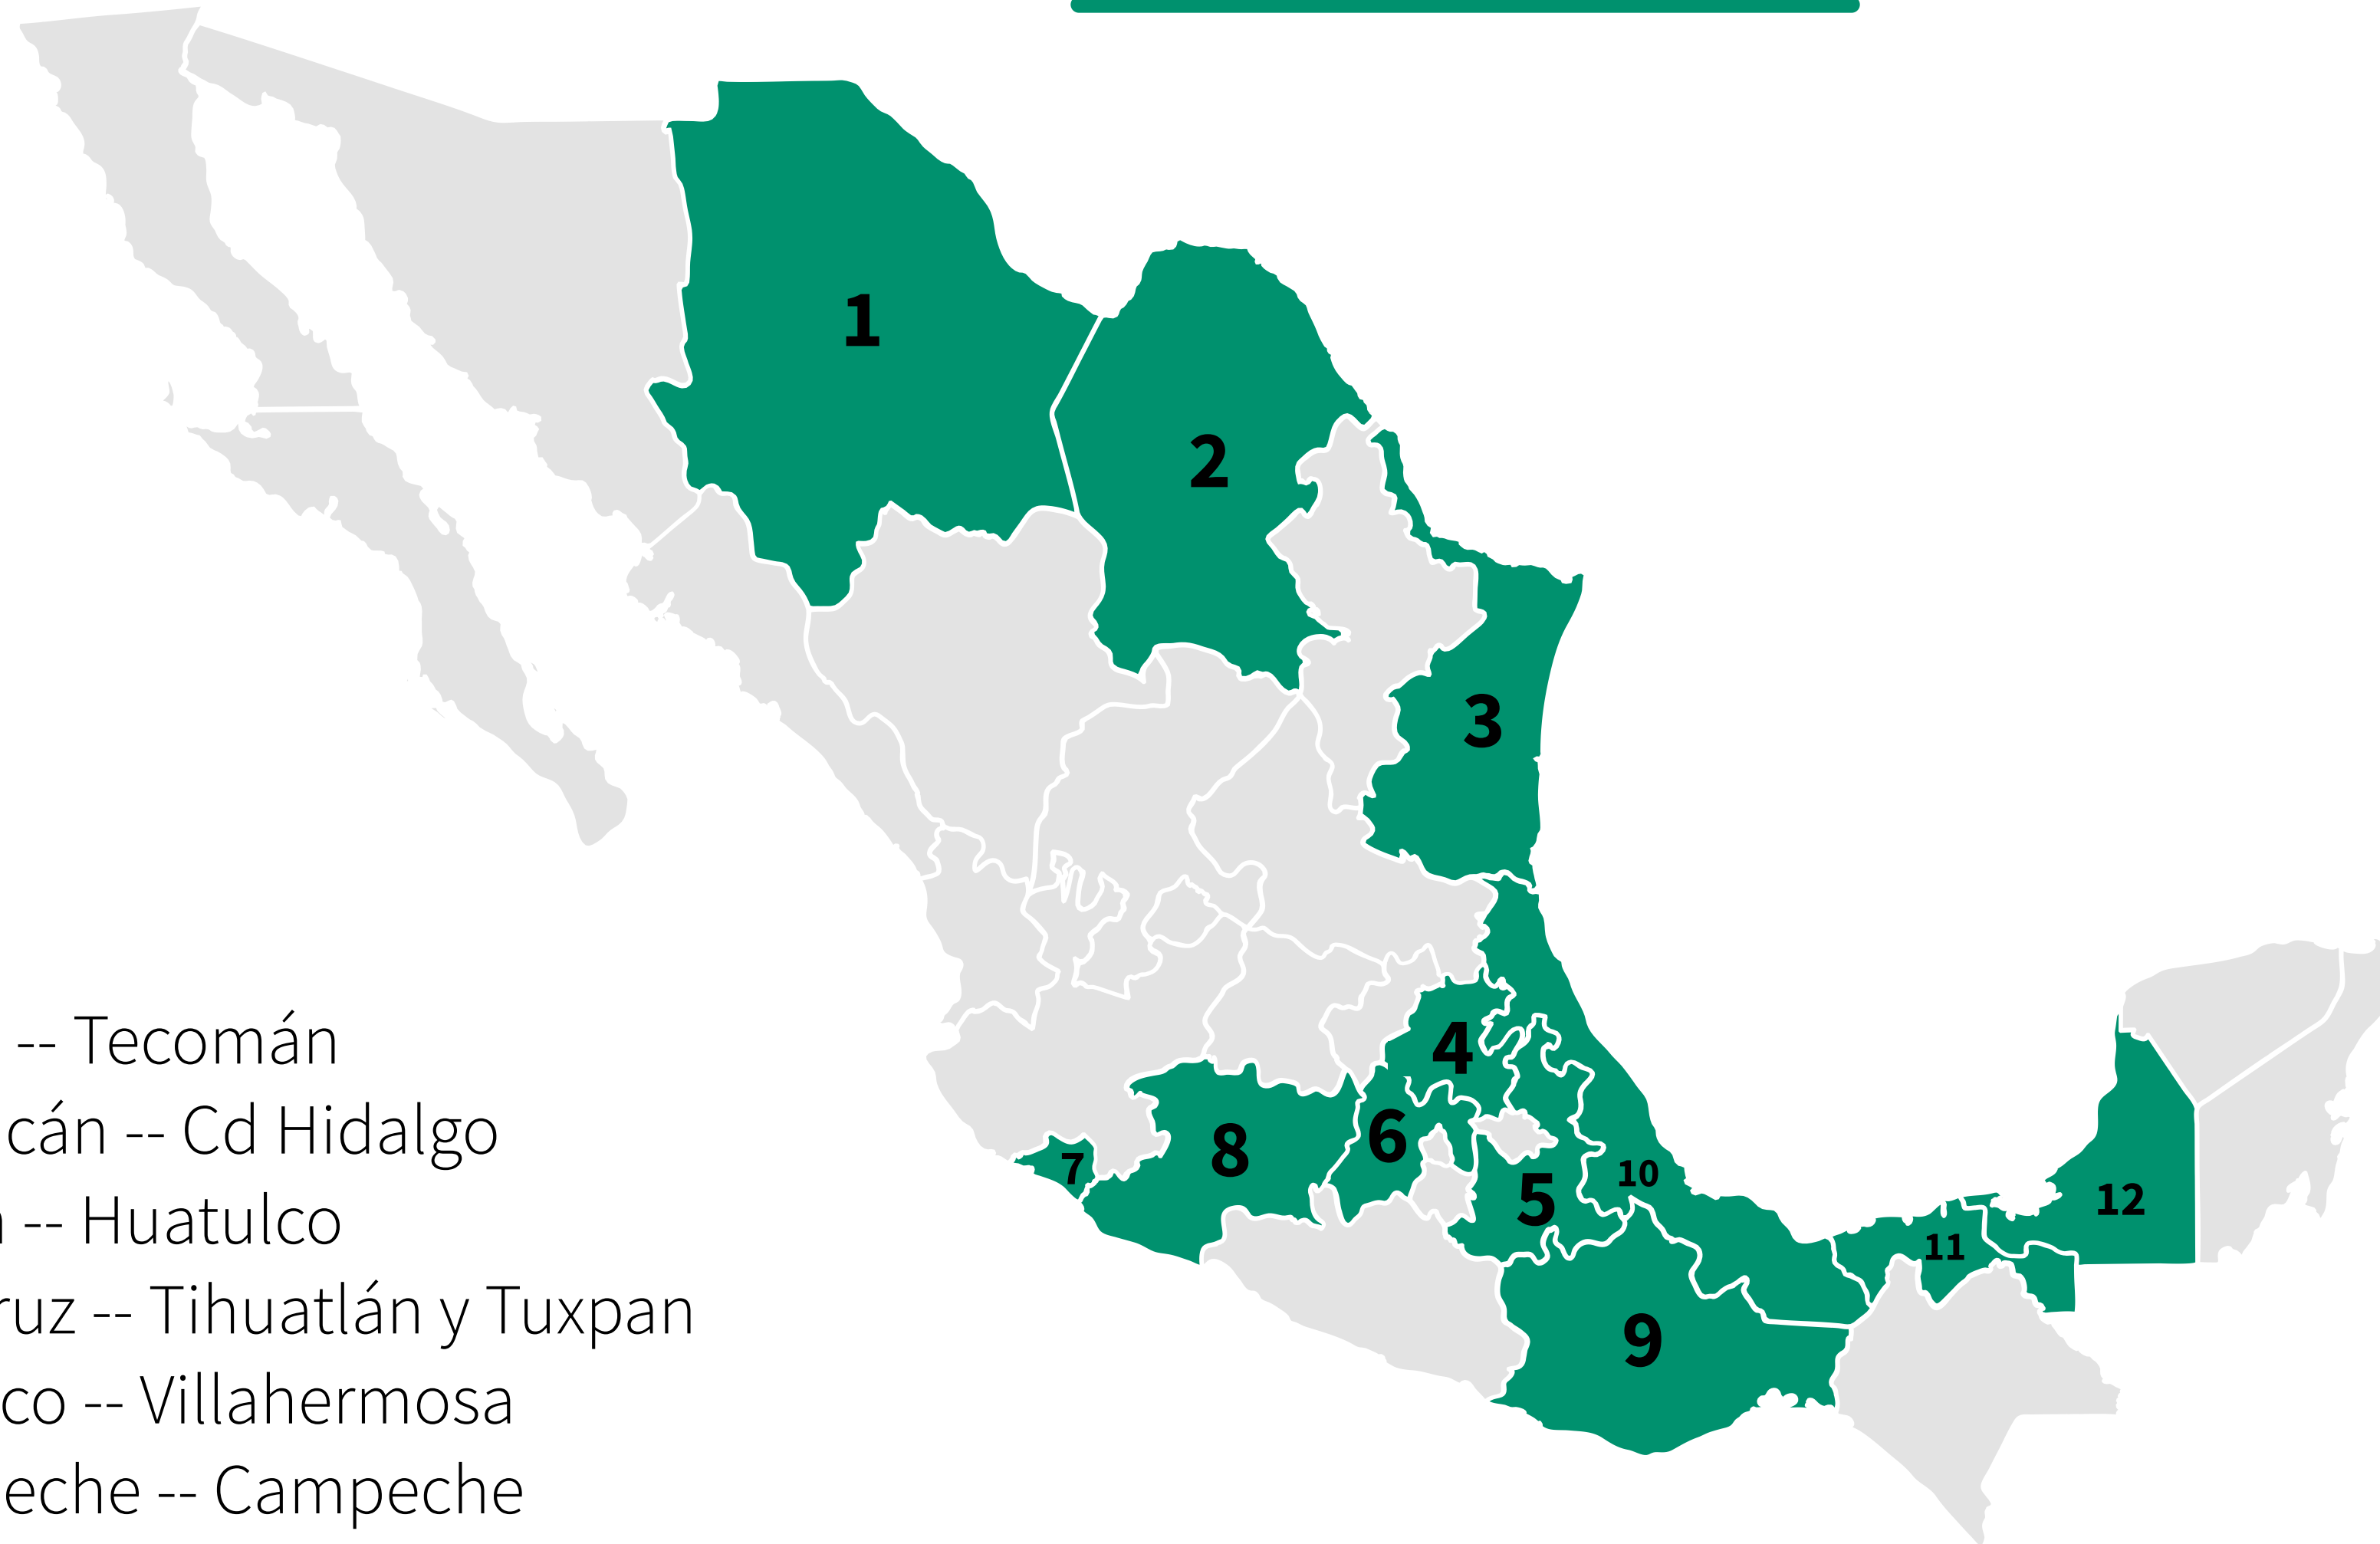 1
2
3
4
6
8
7
5
10
12
11
9
-- Tecomán
cán -- Cd Hidalgo
-- Huatulco
uz -- Tihuatlán y Tuxpan
co -- Villahermosa
eche -- Campeche